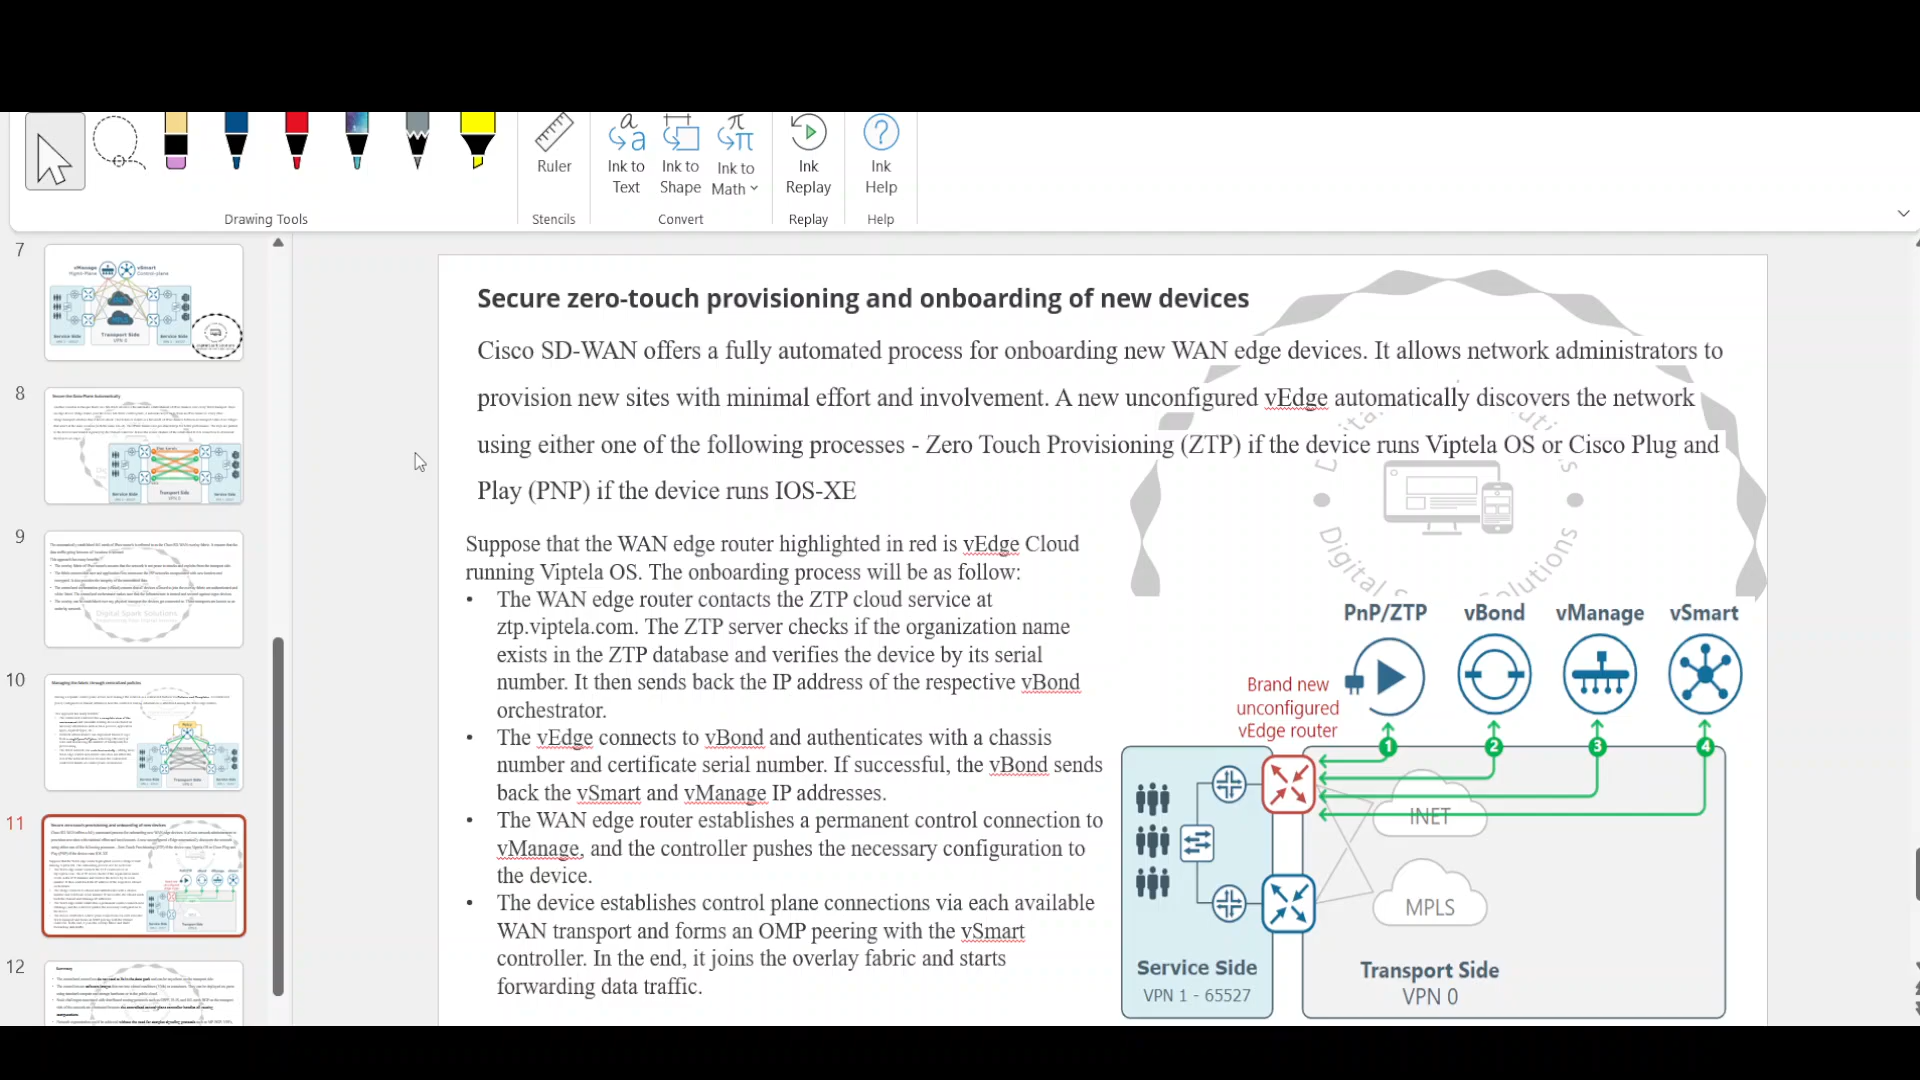 Ruler
Ink to Text
Ink to Shape
Ink to Math
Ink Replay
Ink Help
Drawing Tools
Stencils
Convert
Replay
Help
7
8
9
10
11
12
Secure zero-touch provisioning and onboarding of new devices
Cisco SD-WAN offers a fully automated process for onboarding new WAN edge devices. It allows network administrators to
provision new sites with minimal effort and involvement. A new unconfigured vEdge automatically discovers the network
using either one of the following processes - Zero Touch Provisioning (ZTP) if the device runs Viptela OS or Cisco Plug and
Play (PNP) if the device runs IOS-XE
Suppose that the WAN edge router highlighted in red is vEdge Cloud
running Viptela OS. The onboarding process will be as follow:
• The WAN edge router contacts the ZTP cloud service at
ztp.viptela.com. The ZTP server checks if the organization name
exists in the ZTP database and verifies the device by its serial
number. It then sends back the IP address of the respective vBond
orchestrator.
• The vEdge connects to vBond and authenticates with a chassis
number and certificate serial number. If successful, the vBond sends
back the vSmart and vManage IP addresses.
• The WAN edge router establishes a permanent control connection to
vManage, and the controller pushes the necessary configuration to
the device.
• The device establishes control plane connections via each available
WAN transport and forms an OMP peering with the vSmart
controller. In the end, it joins the overlay fabric and starts
forwarding data traffic.
PnP/ZTP
vBond
vManage
vSmart
Brand new
unconfigured
vEdge router
1
2
3
4
INET
MPLS
Service Side
VPN 1 - 65527
Transport Side
VPN 0